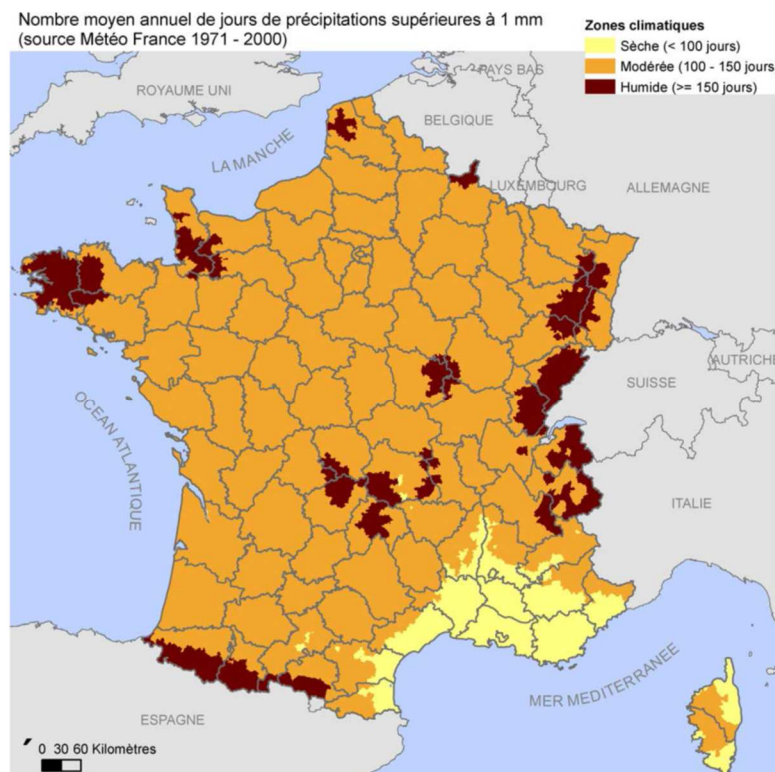 Nombre moyen annuel de jours de précipitations supérieures à 1 mm
(source Météo France 1971 - 2000)
Zones climatiques
Sèche (< 100 jours)
Modérée (100 - 150 jours
Humide (>= 150 jours)
PAYS BAS
ROYAUME UNI
BELGIQUE
LA MANCHE
LUXEMBOURG
ALLEMAGNE
AUTRICHE
SUISSE
OCEAN ATLANTIQUE
ITALIE
MER MEDITERRANEE
ESPAGNE
0 30 60 Kilomètres